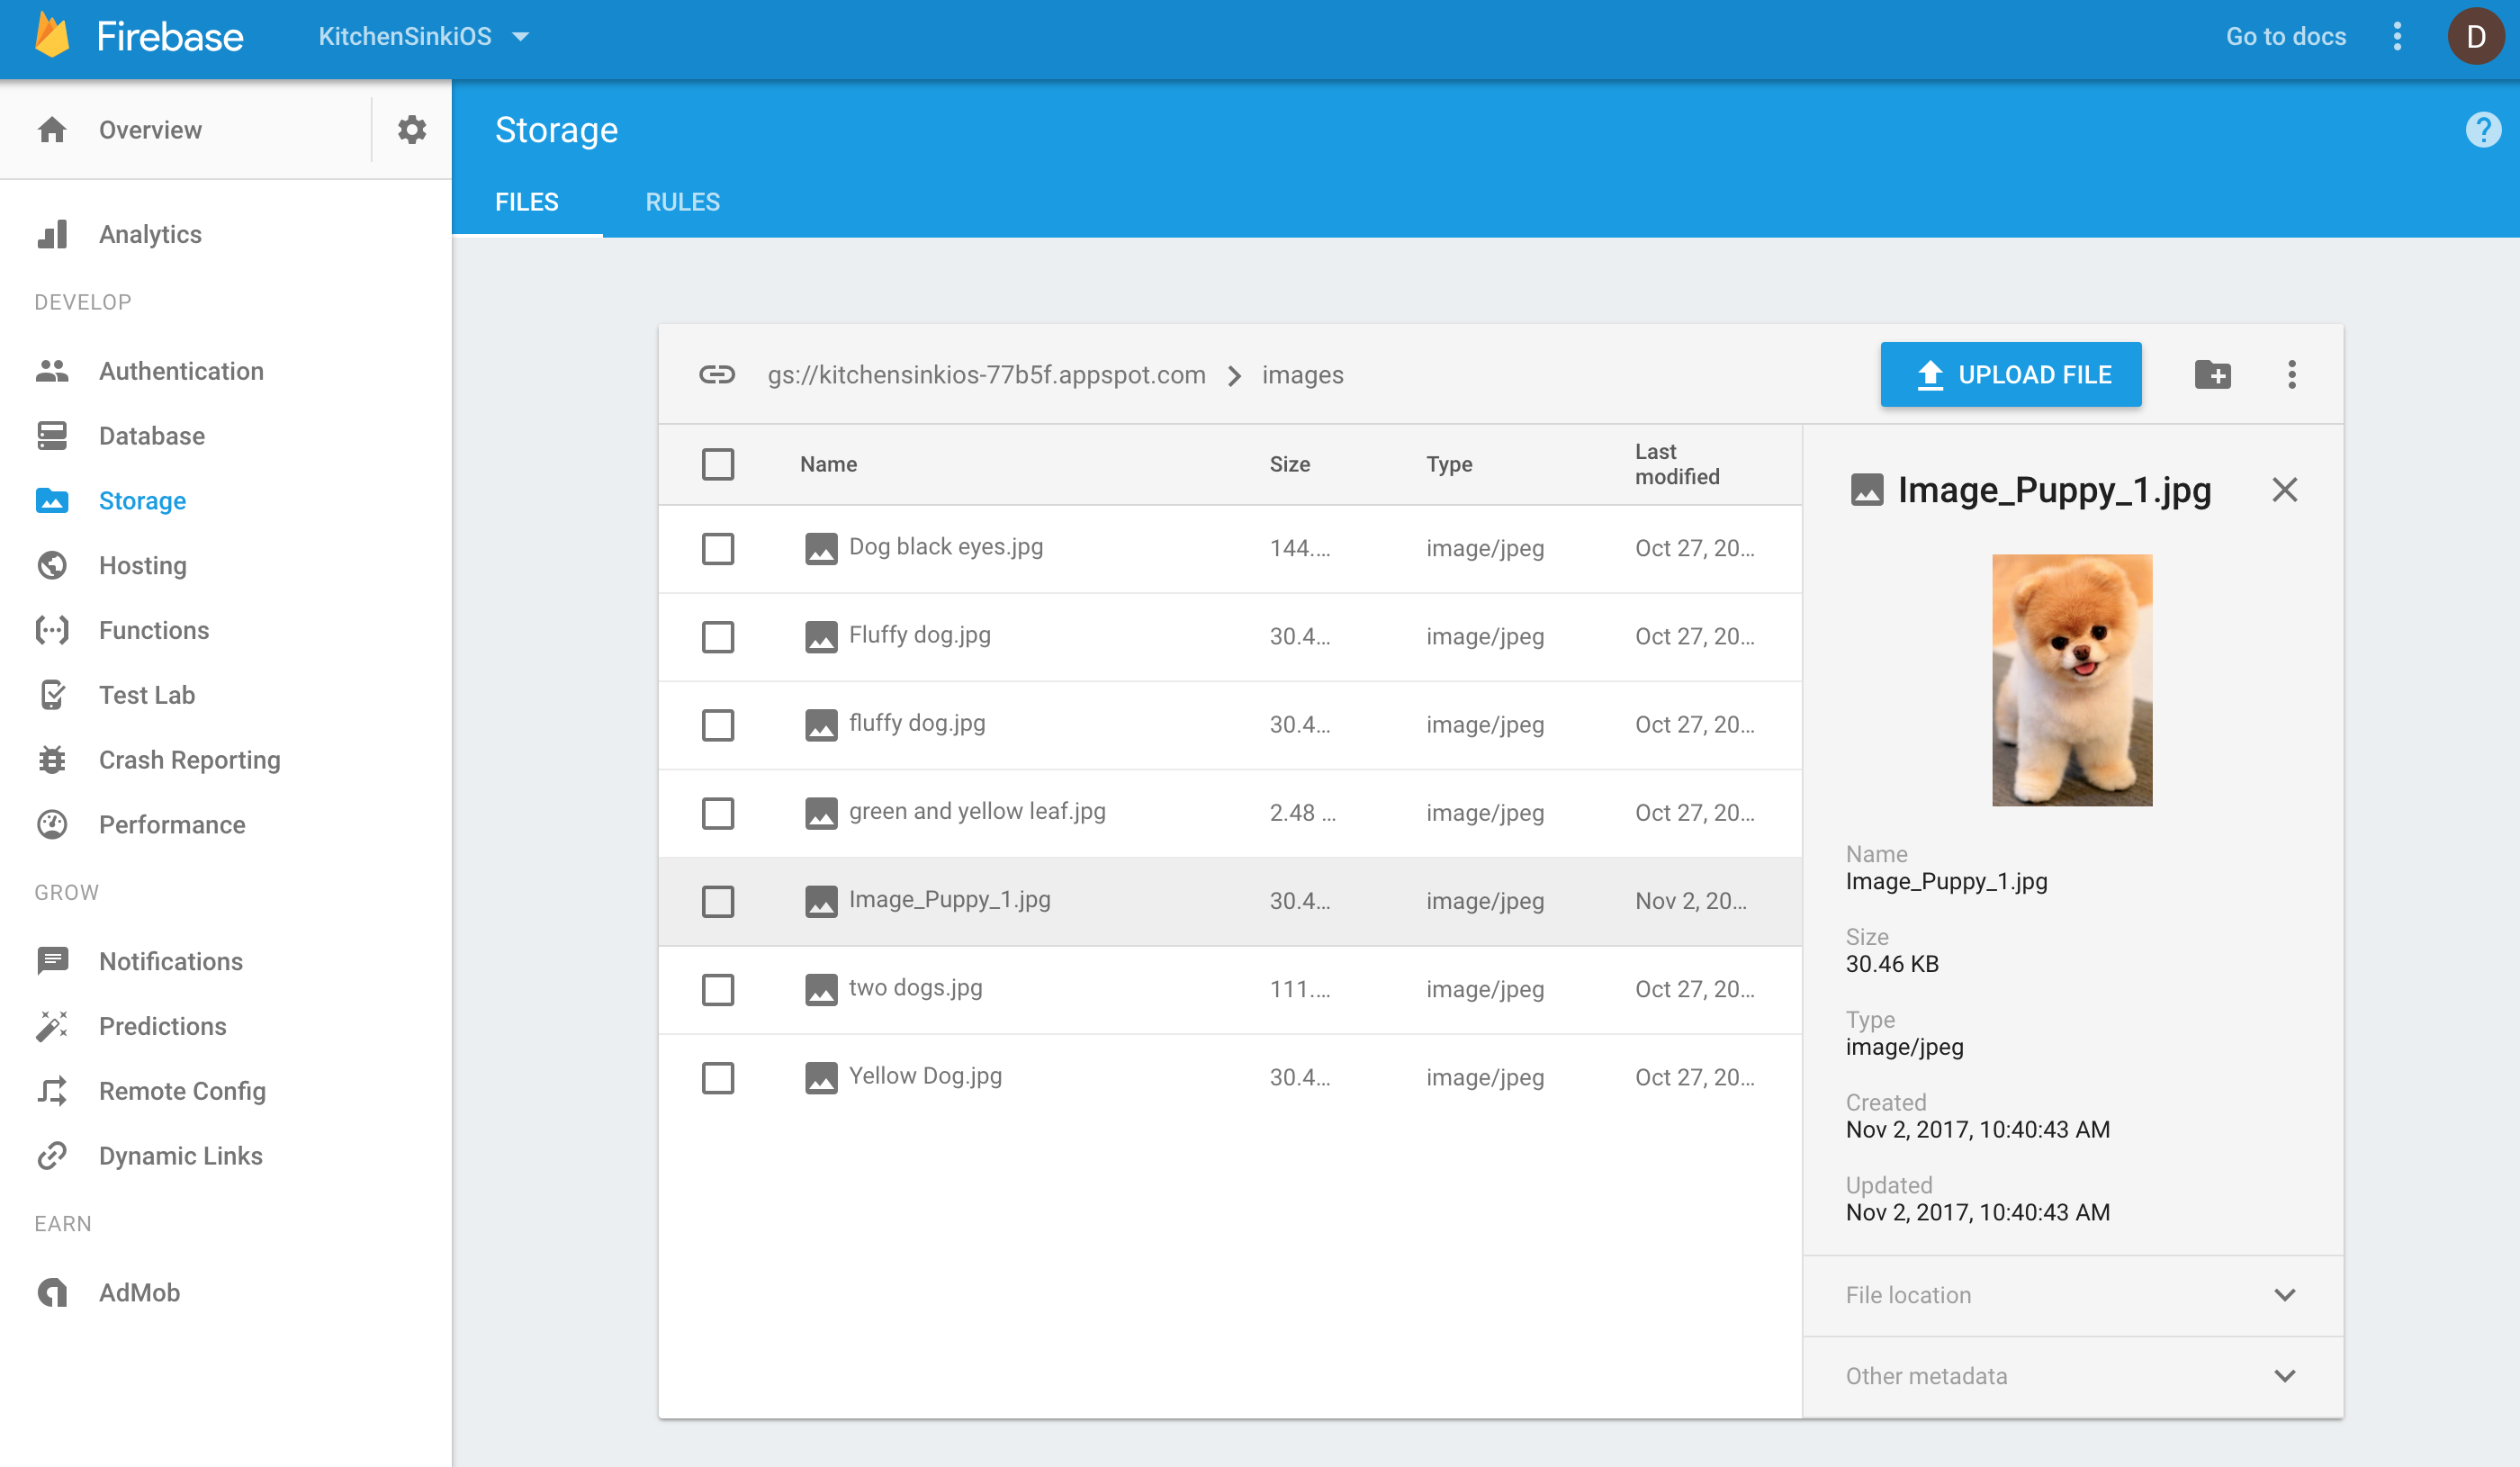 Firebase
KitchenSinkiOS
Go to docs
D
Overview
Storage
?
FILES
RULES
Analytics
DEVELOP
Authentication
Database
Storage
Hosting
Functions
Test Lab
Crash Reporting
Performance
GROW
Notifications
Predictions
Remote Config
Dynamic Links
EARN
AdMob
gs://kitchensinkios-77b5f.appspot.com > images
UPLOAD FILE
Name Size Type Last
modified
Dog black eyes.jpg 144.... image/jpeg Oct 27, 20...
Fluffy dog.jpg 30.4... image/jpeg Oct 27, 20...
fluffy dog.jpg 30.4... image/jpeg Oct 27, 20...
green and yellow leaf.jpg 2.48 ... image/jpeg Oct 27, 20...
Image_Puppy_1.jpg 30.4... image/jpeg Nov 2, 20...
two dogs.jpg 111.... image/jpeg Oct 27, 20...
Yellow Dog.jpg 30.4... image/jpeg Oct 27, 20...
Image_Puppy_1.jpg
Name
Image_Puppy_1.jpg
Size
30.46 KB
Type
image/jpeg
Created
Nov 2, 2017, 10:40:43 AM
Updated
Nov 2, 2017, 10:40:43 AM
File location
Other metadata